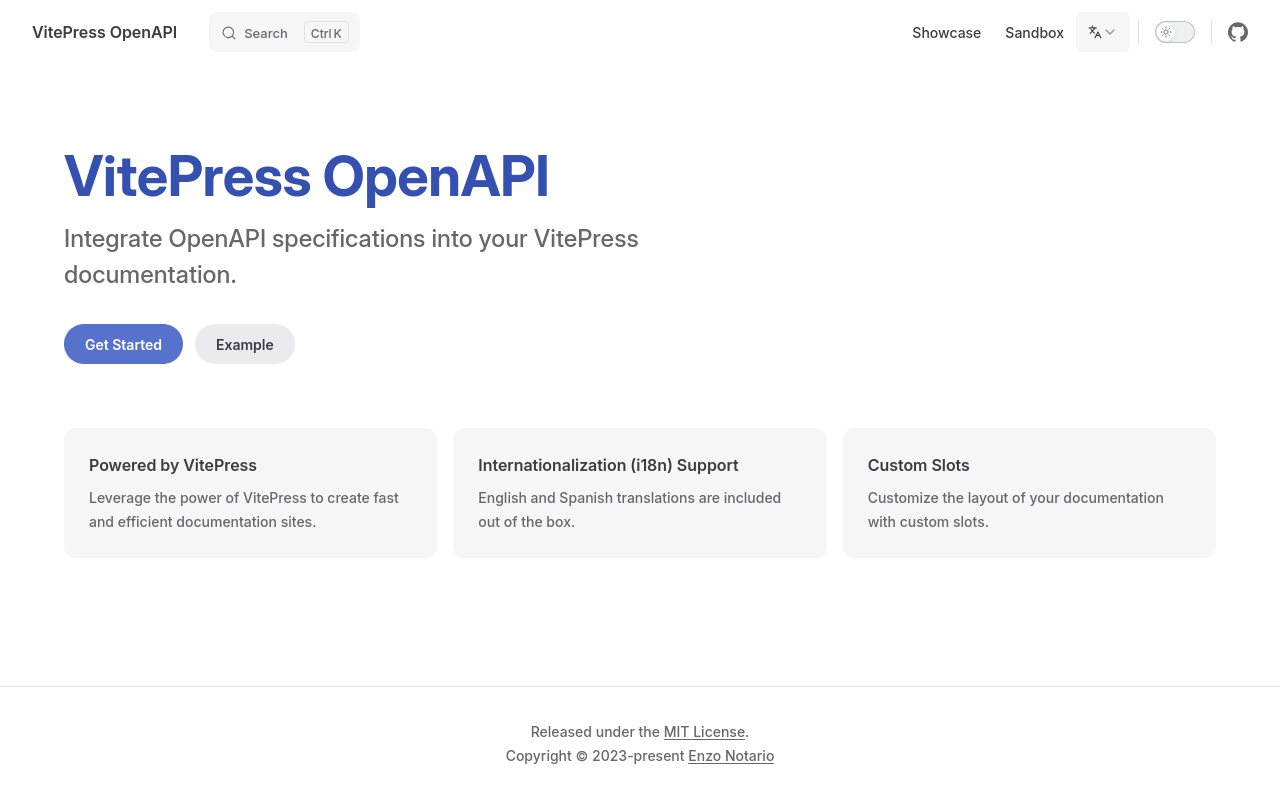 VitePress OpenAPI
Search Ctrl K
Showcase
Sandbox
VitePress OpenAPI
Integrate OpenAPI specifications into your VitePress
documentation.
Get Started
Example
Powered by VitePress
Leverage the power of VitePress to create fast
and efficient documentation sites.
Internationalization (i18n) Support
English and Spanish translations are included
out of the box.
Custom Slots
Customize the layout of your documentation
with custom slots.
Released under the MIT License.
Copyright © 2023-present Enzo Notario